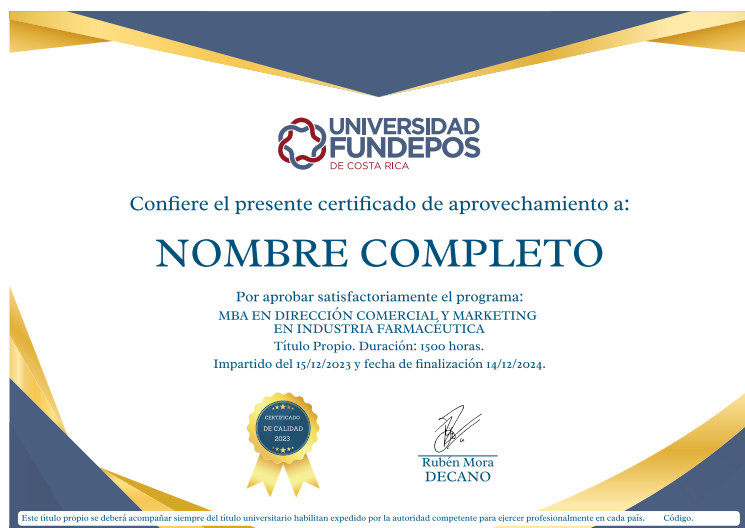 UNIVERSIDAD
FUNDEPOS
DE COSTA RICA
Confiere el presente certificado de aprovechamiento a:
NOMBRE COMPLETO
Por aprobar satisfactoriamente el programa:
MBA EN DIRECCIÓN COMERCIAL Y MARKETING
EN INDUSTRIA FARMACÉUTICA
Título Propio. Duración: 1500 horas.
Impartido del 15/12/2023 y fecha de finalización 14/12/2024.
CERTIFICADO
DE CALIDAD
2023
Rubén Mora
DECANO
Este título propio se deberá acompañar siempre del título universitario habilitan expedido por la autoridad competente para ejercer profesionalmente en cada país. Código.